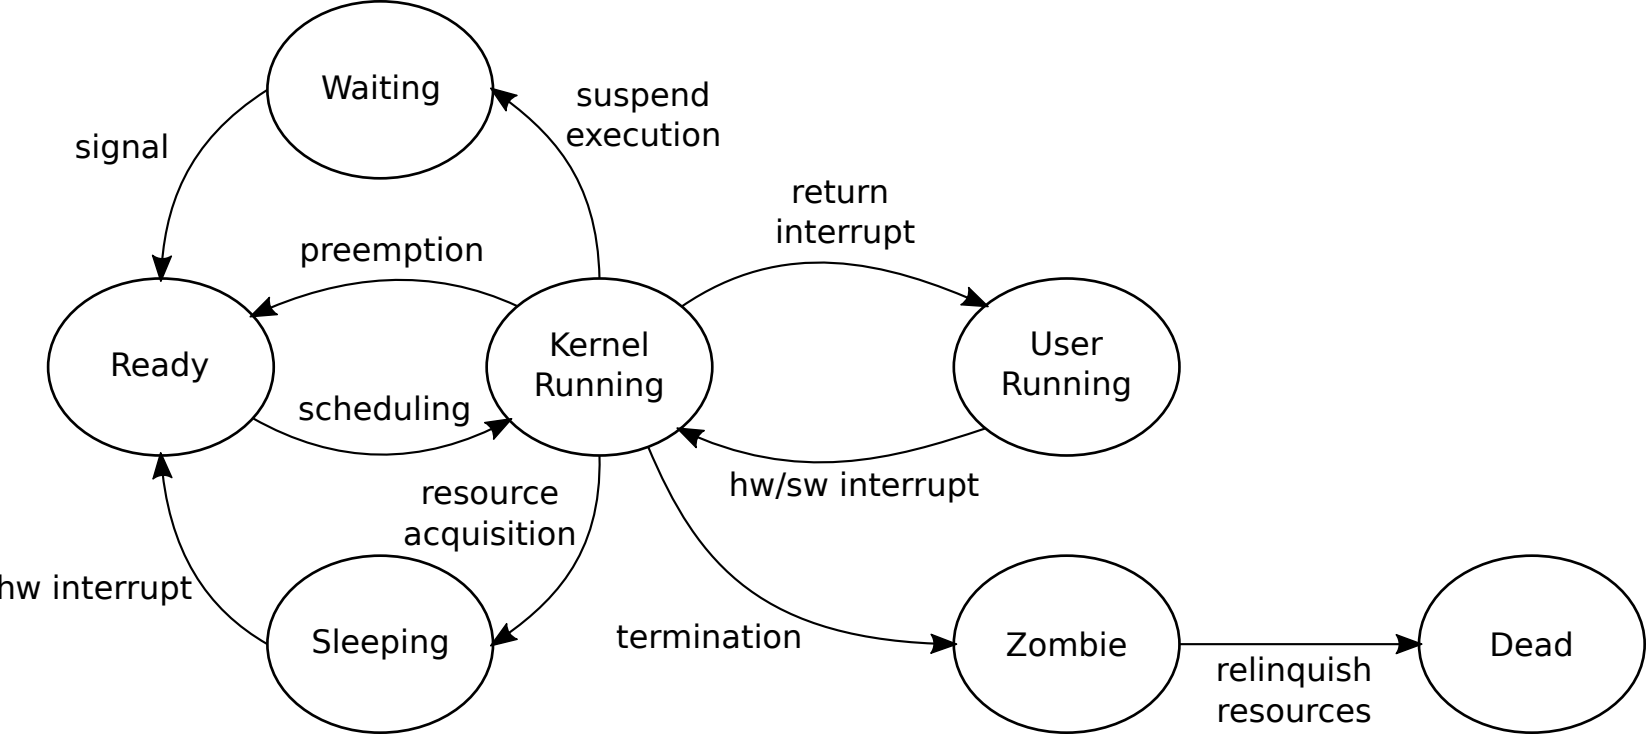 Waiting
suspend
execution
signal
return
interrupt
preemption
Ready
Kernel
Running
User
Running
scheduling
resource
acquisition
hw/sw interrupt
hw interrupt
Sleeping
termination
Zombie
relinquish
resources
Dead